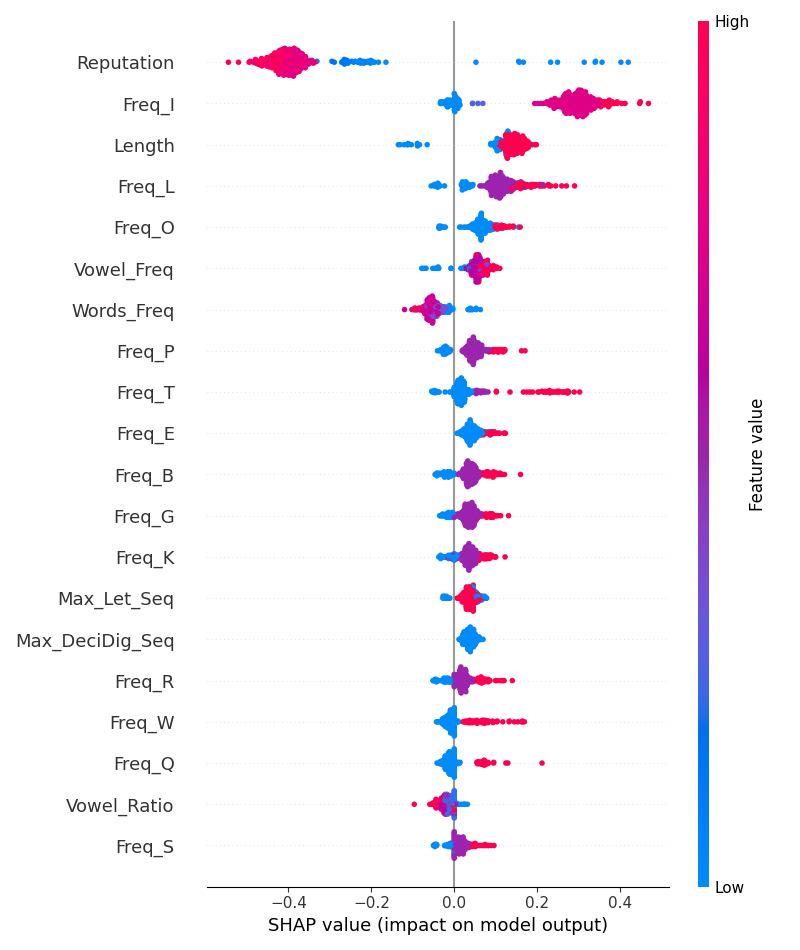 High
Reputation
Freq_I
Length
Freq_L
Freq_O
Vowel_Freq
Words_Freq
Freq_P
Freq_T
Freq_E
Freq_B
Freq_G
Freq_K
Max_Let_Seq
Max_DeciDig_Seq
Freq_R
Freq_W
Freq_Q
Vowel_Ratio
Freq_S
Feature value
Low
−0.4 −0.2 0.0 0.2 0.4
SHAP value (impact on model output)